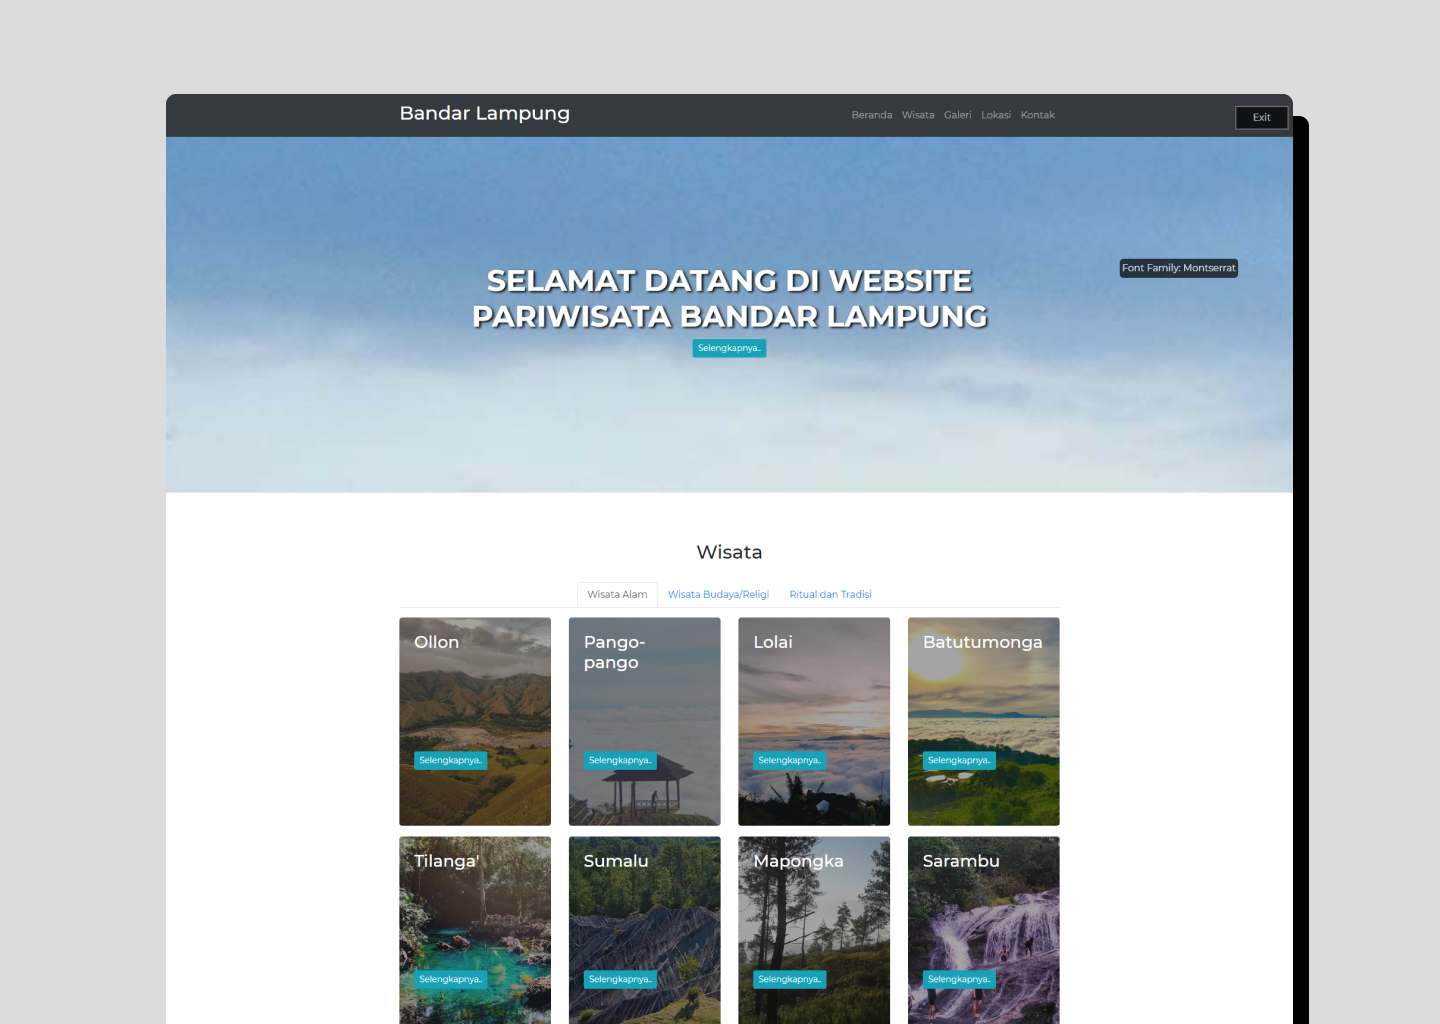 Bandar Lampung
Beranda Wisata Galeri Lokasi Kontak
Exit
Font Family: Montserrat
SELAMAT DATANG DI WEBSITE
PARIWISATA BANDAR LAMPUNG
Selengkapnya..
Wisata
Wisata Alam Wisata Budaya/Religi Ritual dan Tradisi
Ollon
Selengkapnya..
Pango-
pango
Selengkapnya..
Lolai
Selengkapnya..
Batutumonga
Selengkapnya..
Tilanga'
Selengkapnya..
Sumalu
Selengkapnya..
Mapongka
Selengkapnya..
Sarambu
Selengkapnya..